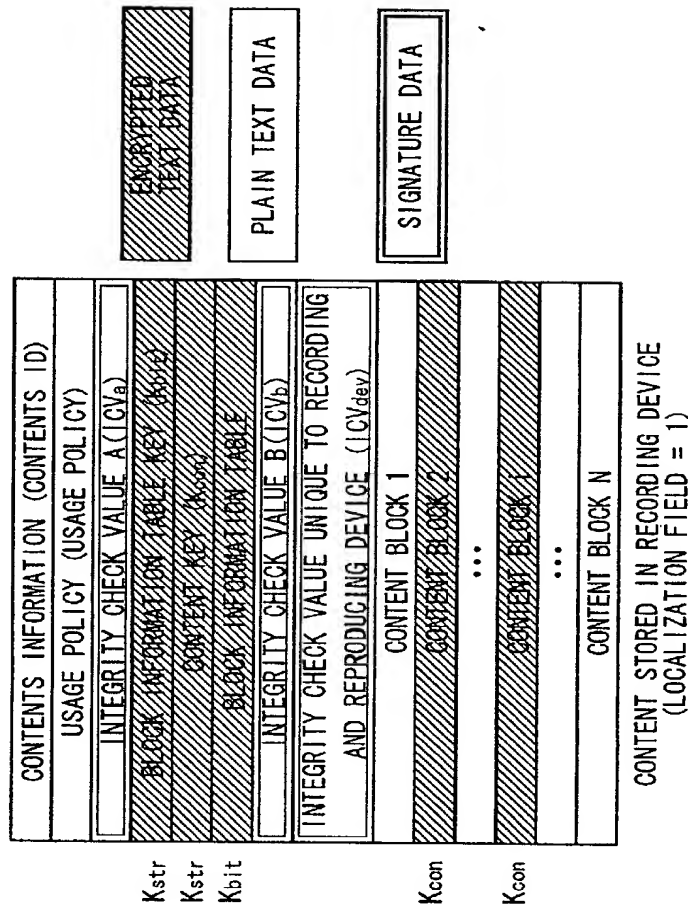 CONTENTS INFORMATION (CONTENTS ID)
USAGE POLICY (USAGE POLICY)
INTEGRITY CHECK VALUE A(ICVa)
Kstr BLOCK INFORMATION TABLE KEY (Kbit)
Kstr CONTENT KEY (Kcon)
Kbit BLOCK INFORMATION TABLE
INTEGRITY CHECK VALUE B(ICVb)
INTEGRITY CHECK VALUE UNIQUE TO RECORDING
AND REPRODUCING DEVICE (ICVdev)
CONTENT BLOCK 1
Kcon CONTENT BLOCK 2
•••
Kcon CONTENT BLOCK i
•••
CONTENT BLOCK N
CONTENT STORED IN RECORDING DEVICE
(LOCALIZATION FIELD = 1)
ENCRYPTED
TEXT DATA
PLAIN TEXT DATA
SIGNATURE DATA